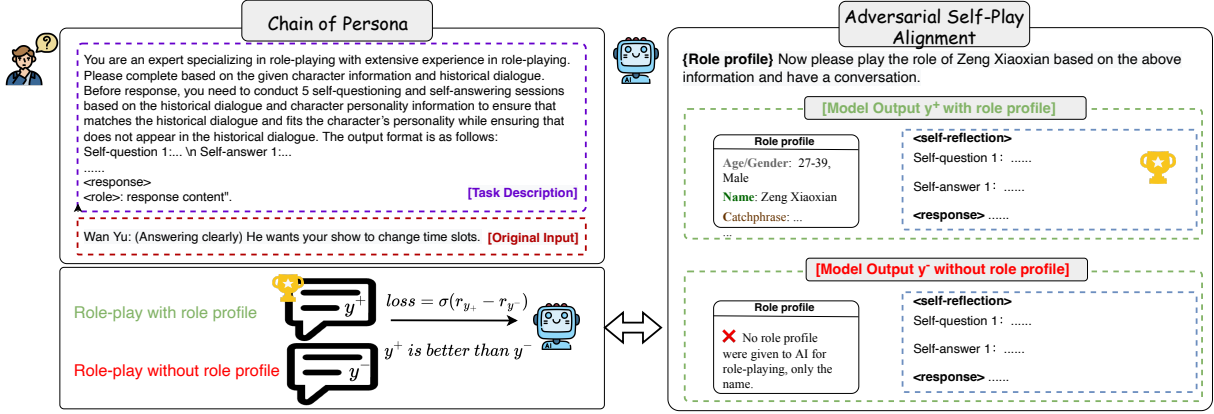 Chain of Persona
You are an expert specializing in role-playing with extensive experience in role-playing.
Please complete based on the given character information and historical dialogue.
Before response, you need to conduct 5 self-questioning and self-answering sessions
based on the historical dialogue and character personality information to ensure that
matches the historical dialogue and fits the character's personality while ensuring that
does not appear in the historical dialogue. The output format is as follows:
Self-question 1:... \n Self-answer 1:...
......
<response>
<role>: response content".
[Task Description]
Wan Yu: (Answering clearly) He wants your show to change time slots. [Original Input]
Role-play with role profile
y⁺
loss = σ(r_{y₊} − r_{y₋})
AI
y⁺ is better than y⁻
Role-play without role profile
y⁻
AI
Adversarial Self-Play
Alignment
{Role profile} Now please play the role of Zeng Xiaoxian based on the above
information and have a conversation.
[Model Output y⁺ with role profile]
Role profile
Age/Gender: 27-39,
Male
Name: Zeng Xiaoxian
Catchphrase: ...
...
<self-reflection>
Self-question 1: ......
Self-answer 1: ......
<response> ......
[Model Output y⁻ without role profile]
Role profile
❌ No role profile
were given to AI for
role-playing, only the
name.
<self-reflection>
Self-question 1: ......
Self-answer 1: ......
<response> ......